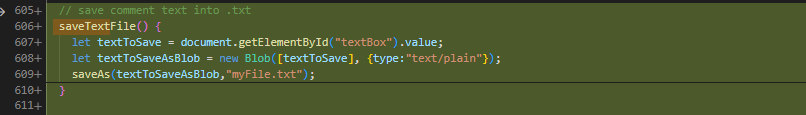 605+ // save comment text into .txt
606+ saveTextFile() {
607+ let textToSave = document.getElementById("textBox").value;
608+ let textToSaveAsBlob = new Blob([textToSave], {type:"text/plain"});
609+ saveAs(textToSaveAsBlob,"myFile.txt");
610+ }
611+